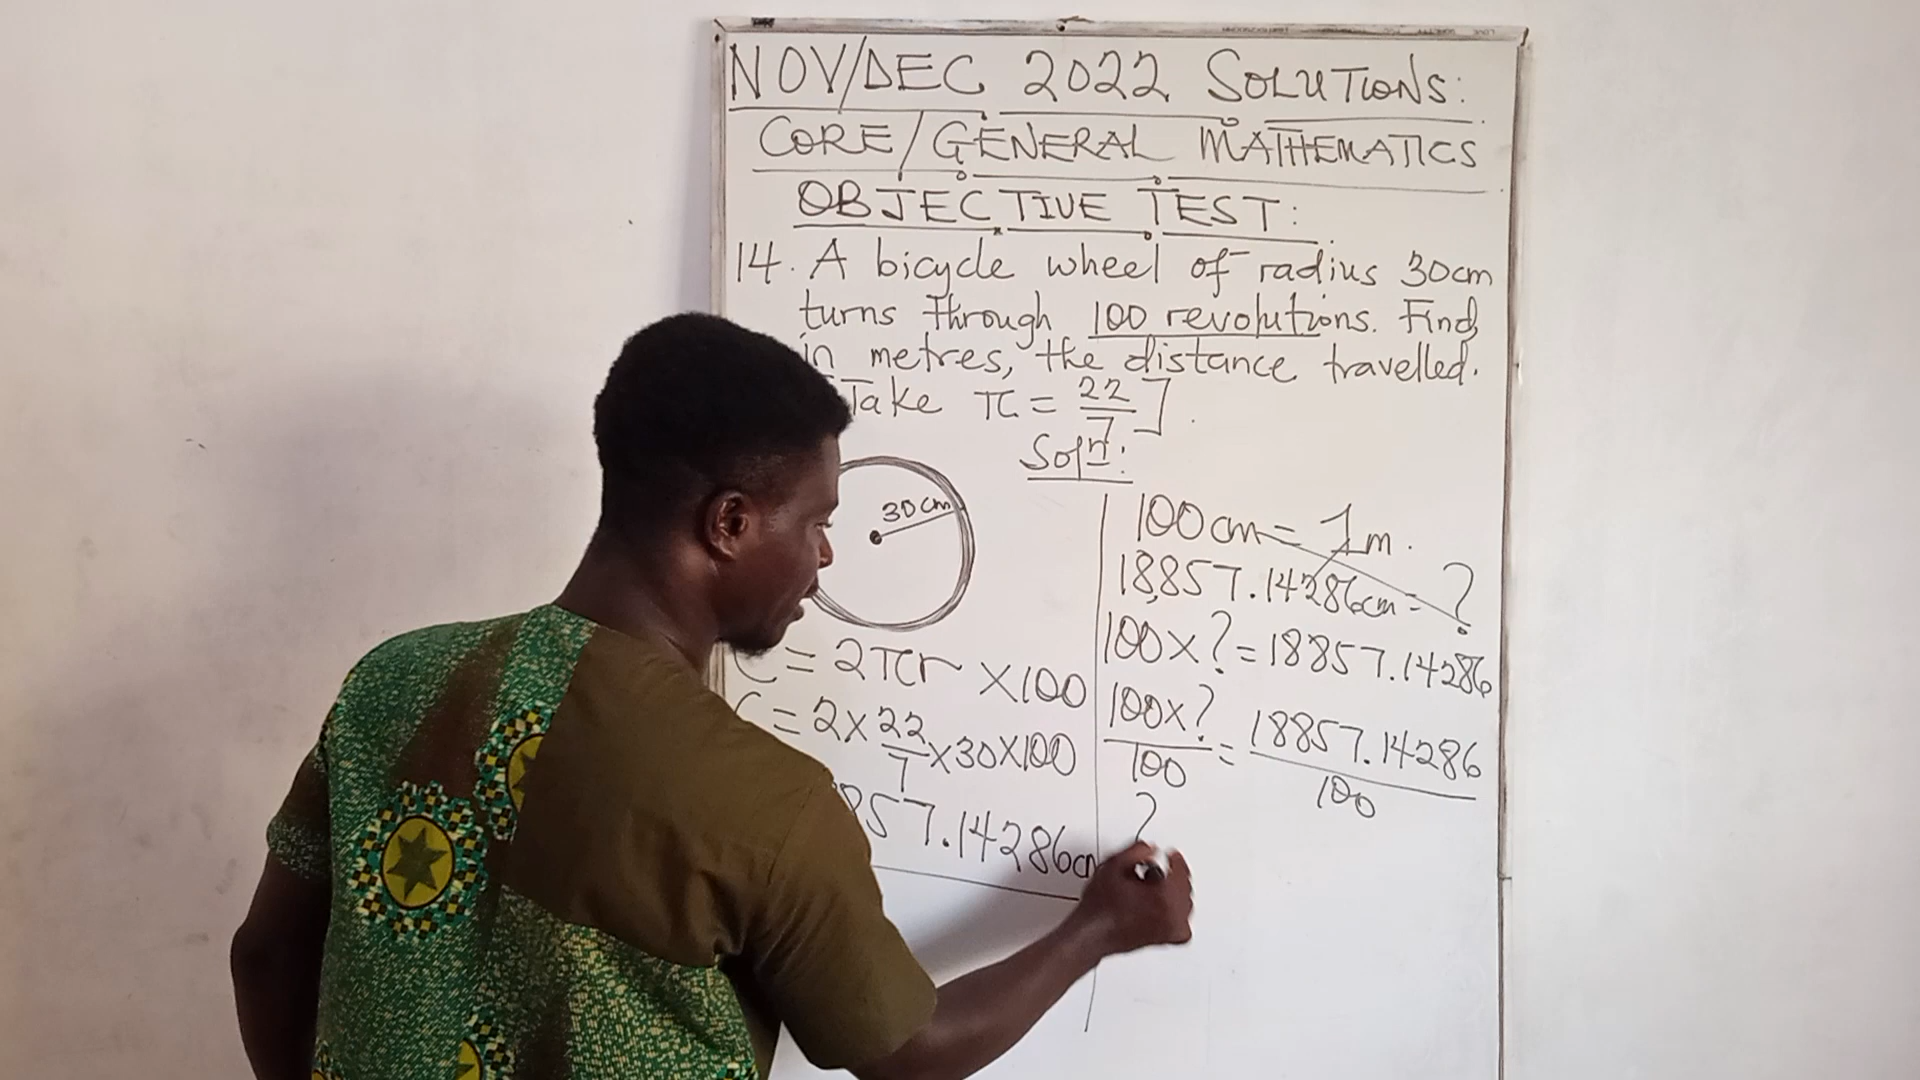 NOV/DEC 2022 SOLUTIONS:
CORE/GENERAL MATHEMATICS
OBJECTIVE TEST:
14. A bicycle wheel of radius 30cm
turns through 100 revolutions. Find,
in metres, the distance travelled.
Take π = 22/7]
Solⁿ:
30cm
C = 2πr × 100
C = 2 × 22/7 × 30 × 100
857.14286cm
100cm = 1m.
18,857.14286cm = ?
100 × ? = 18857.14286
100 × ? / 100 = 18857.14286 / 100
?